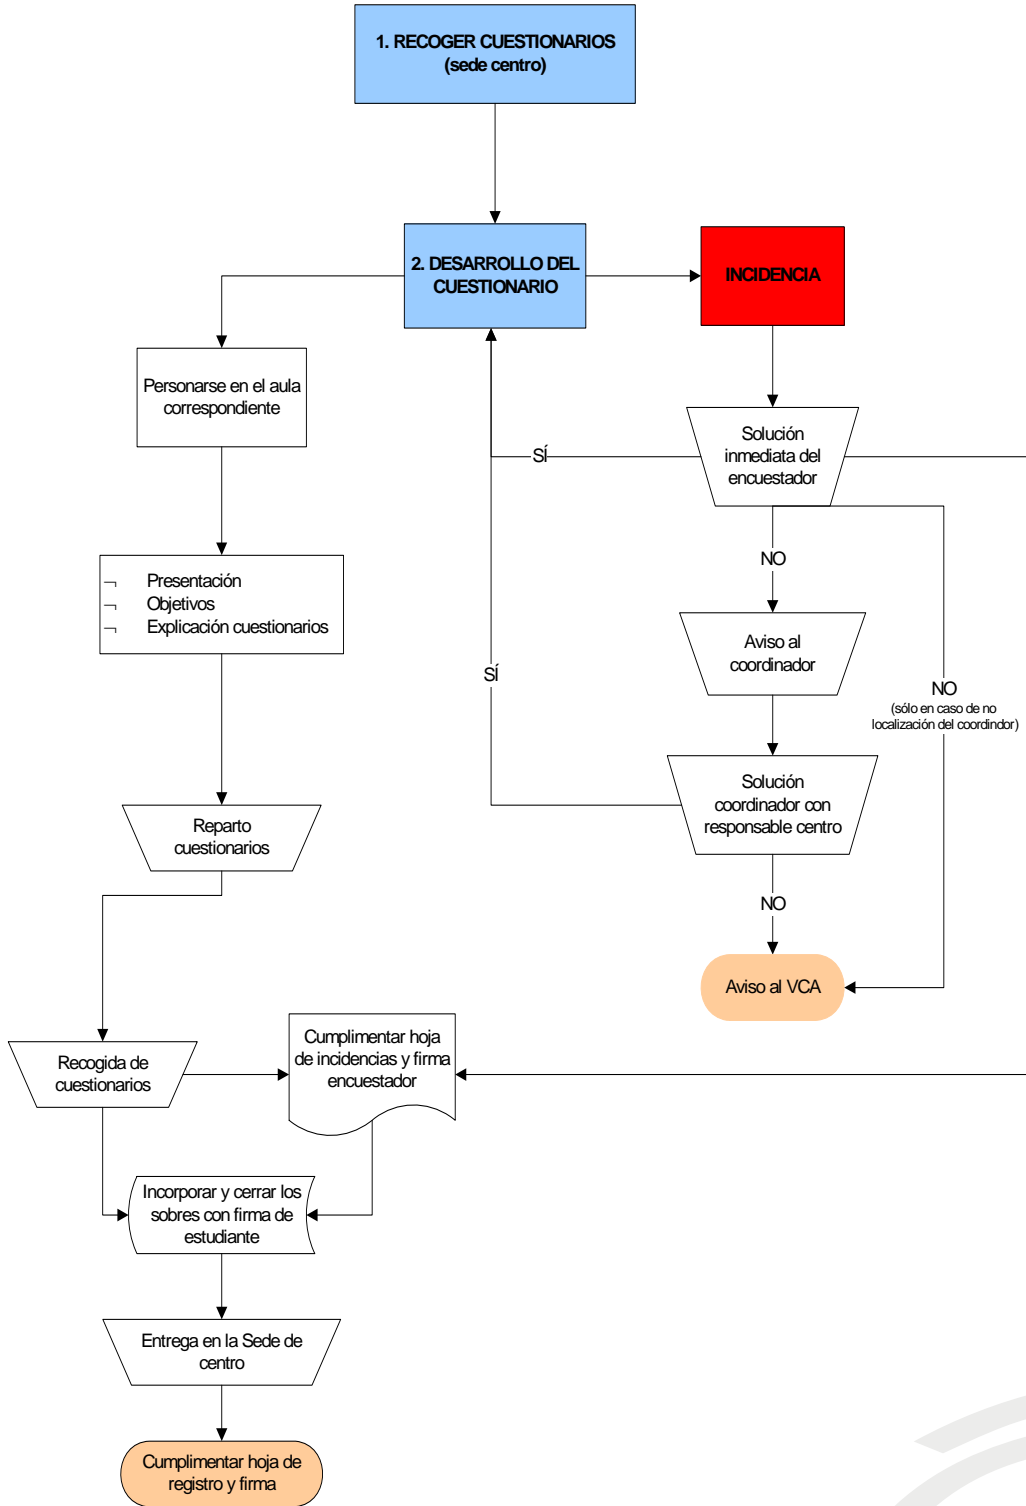 1. RECOGER CUESTIONARIOS
(sede centro)
2. DESARROLLO DEL
CUESTIONARIO
INCIDENCIA
Personarse en el aula
correspondiente
Solución
inmediata del
encuestador
SÍ
NO
¬ Presentación
¬ Objetivos
¬ Explicación cuestionarios
Aviso al
coordinador
SÍ
NO
(sólo en caso de no
localización del coordindor)
Solución
coordinador con
responsable centro
Reparto
cuestionarios
NO
Aviso al VCA
Recogida de
cuestionarios
Cumplimentar hoja
de incidencias y firma
encuestador
Incorporar y cerrar los
sobres con firma de
estudiante
Entrega en la Sede de
centro
Cumplimentar hoja de
registro y firma